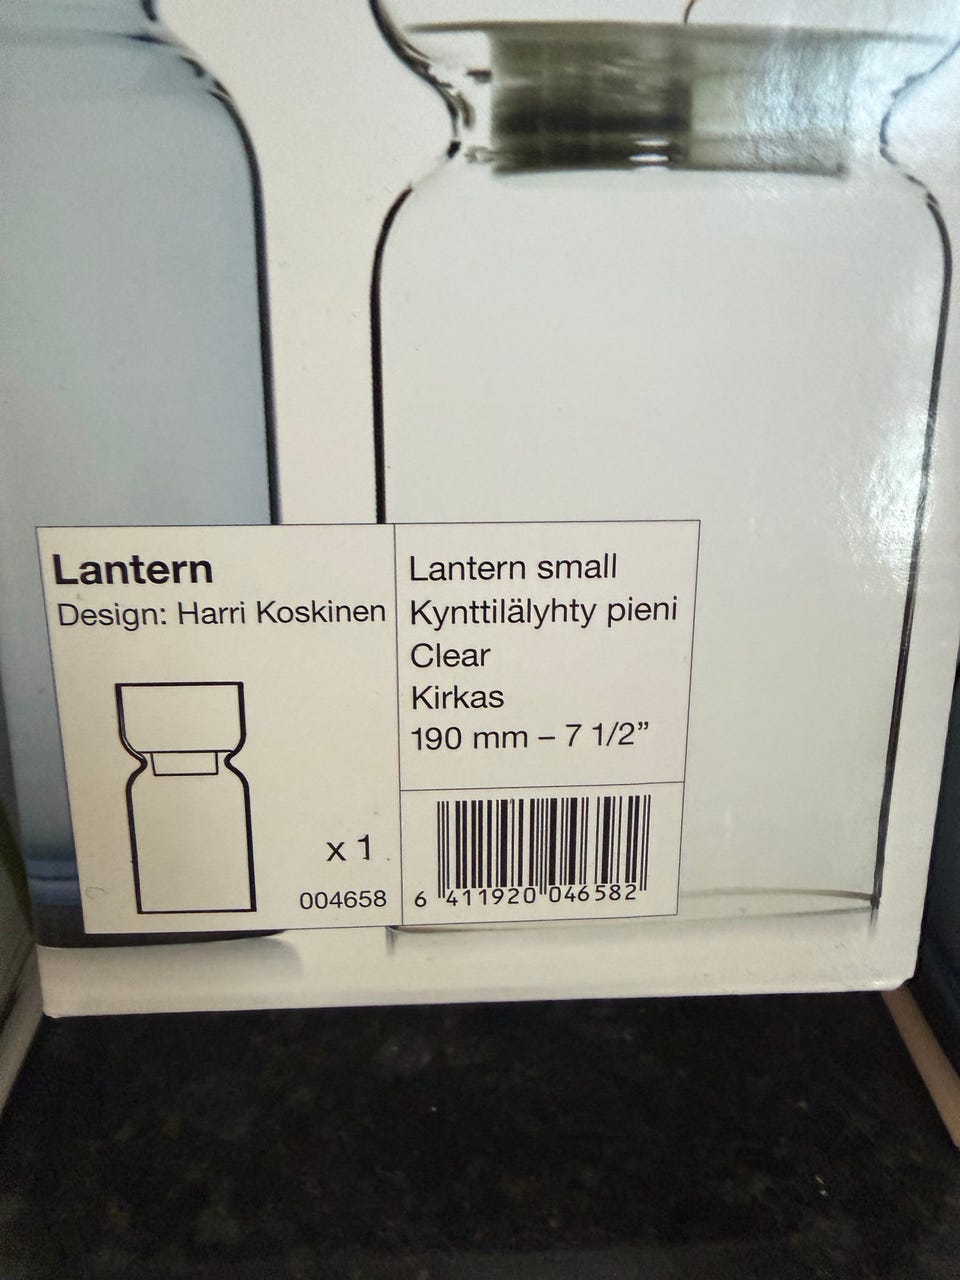 Lantern
Design: Harri Koskinen
x 1
004658
Lantern small
Kynttilälyhty pieni
Clear
Kirkas
190 mm – 7 1/2”
6 411920 046582